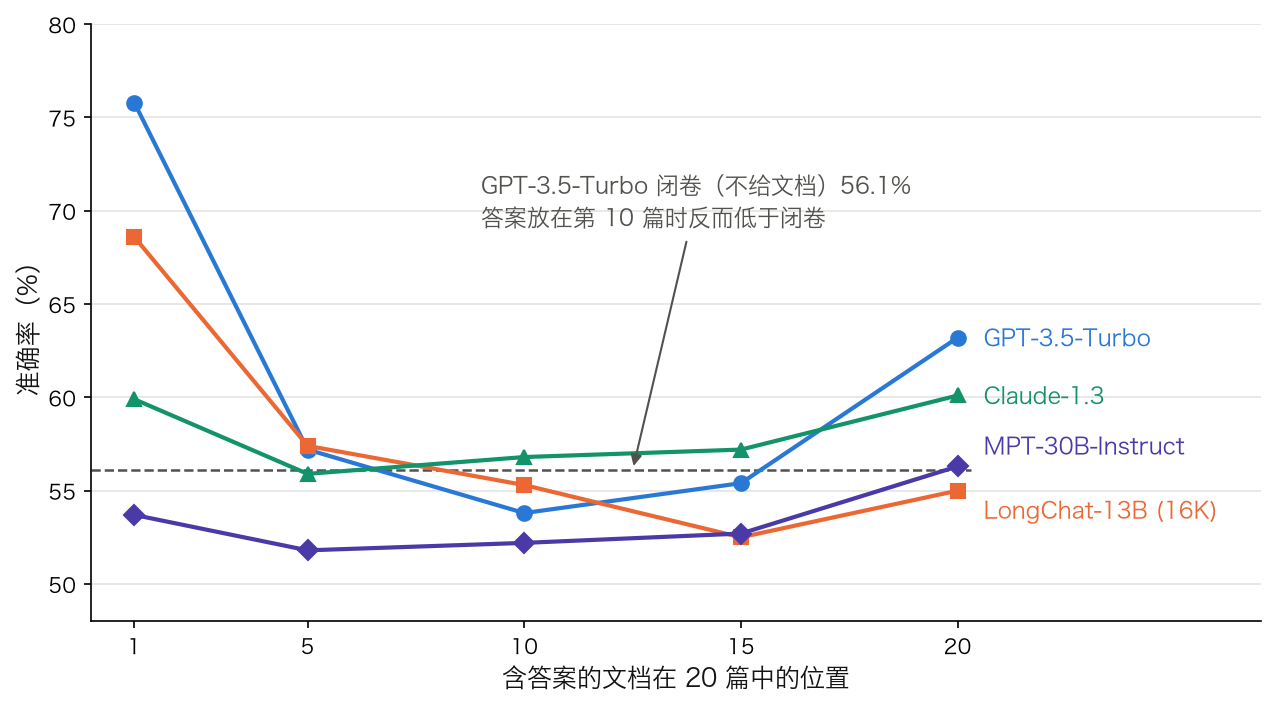 80
75
70
65
60
55
50
准确率（%）
GPT-3.5-Turbo 闭卷（不给文档）56.1%
答案放在第 10 篇时反而低于闭卷
GPT-3.5-Turbo
Claude-1.3
MPT-30B-Instruct
LongChat-13B (16K)
1 5 10 15 20
含答案的文档在 20 篇中的位置